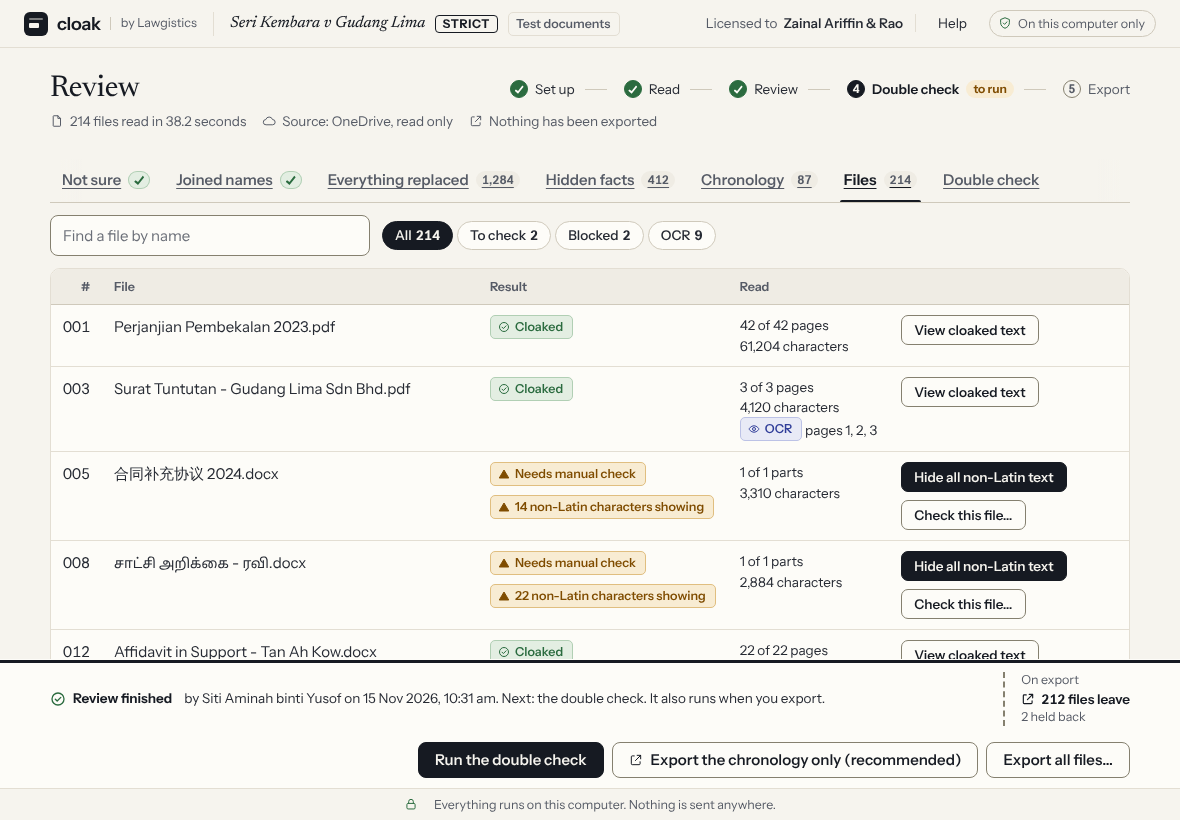 cloak by Lawgistics Seri Kembara v Gudang Lima STRICT Test documents Licensed to Zainal Ariffin & Rao Help On this computer only
Review
Set up Read Review 4 Double check to run 5 Export
214 files read in 38.2 seconds Source: OneDrive, read only Nothing has been exported
Not sure Joined names Everything replaced 1,284 Hidden facts 412 Chronology 87 Files 214 Double check
Find a file by name All 214 To check 2 Blocked 2 OCR 9
# File Result Read
001 Perjanjian Pembekalan 2023.pdf Cloaked 42 of 42 pages View cloaked text
61,204 characters
003 Surat Tuntutan - Gudang Lima Sdn Bhd.pdf Cloaked 3 of 3 pages View cloaked text
4,120 characters
OCR pages 1, 2, 3
005 合同补充协议 2024.docx Needs manual check 1 of 1 parts Hide all non-Latin text
14 non-Latin characters showing 3,310 characters Check this file...
008 சாட்சி அறிக்கை - ரவி.docx Needs manual check 1 of 1 parts Hide all non-Latin text
22 non-Latin characters showing 2,884 characters Check this file...
012 Affidavit in Support - Tan Ah Kow.docx Cloaked 22 of 22 pages View cloaked text
Review finished by Siti Aminah binti Yusof on 15 Nov 2026, 10:31 am. Next: the double check. It also runs when you export.
On export
212 files leave
2 held back
Run the double check Export the chronology only (recommended) Export all files...
Everything runs on this computer. Nothing is sent anywhere.